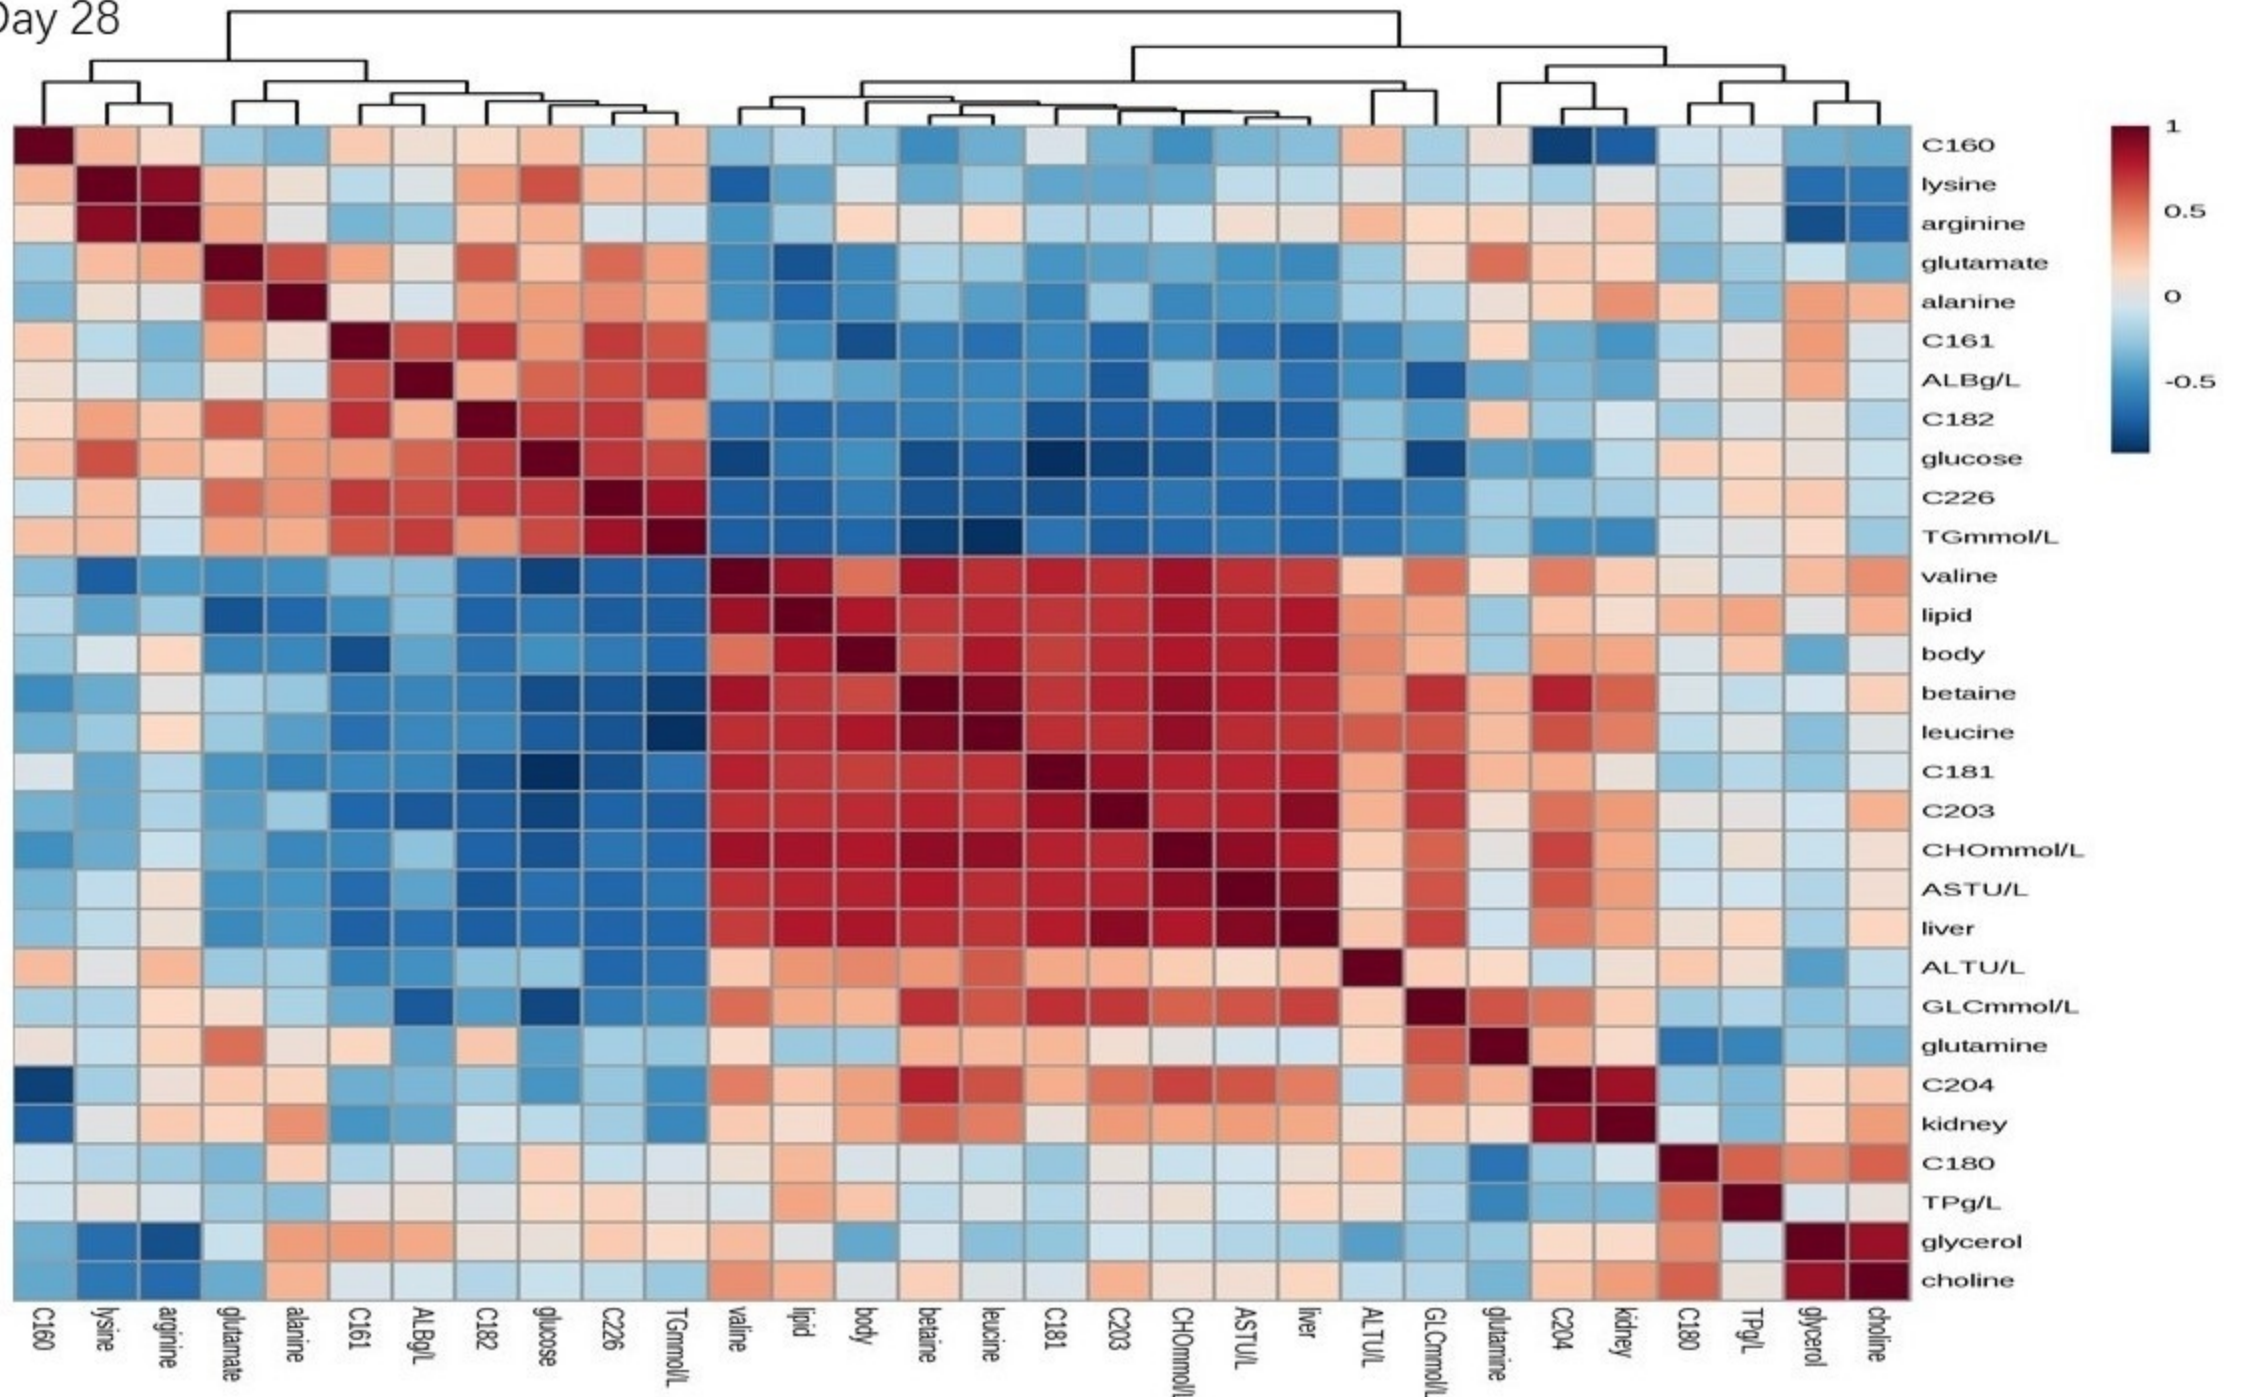 Day 28
1
0.5
0
-0.5
C160
lysine
arginine
glutamate
alanine
C161
ALBg/L
C182
glucose
C226
TGmmol/L
valine
lipid
body
betaine
leucine
C181
C203
CHOmmol/L
ASTU/L
liver
ALTU/L
GLCmmol/L
glutamine
C204
kidney
C180
TPg/L
glycerol
choline
C160
lysine
arginine
glutamate
alanine
C161
ALBg/L
C182
glucose
C226
TGmmol/L
valine
lipid
body
betaine
leucine
C181
C203
CHOmmol/L
ASTU/L
liver
ALTU/L
GLCmmol/L
glutamine
C204
kidney
C180
TPg/L
glycerol
choline